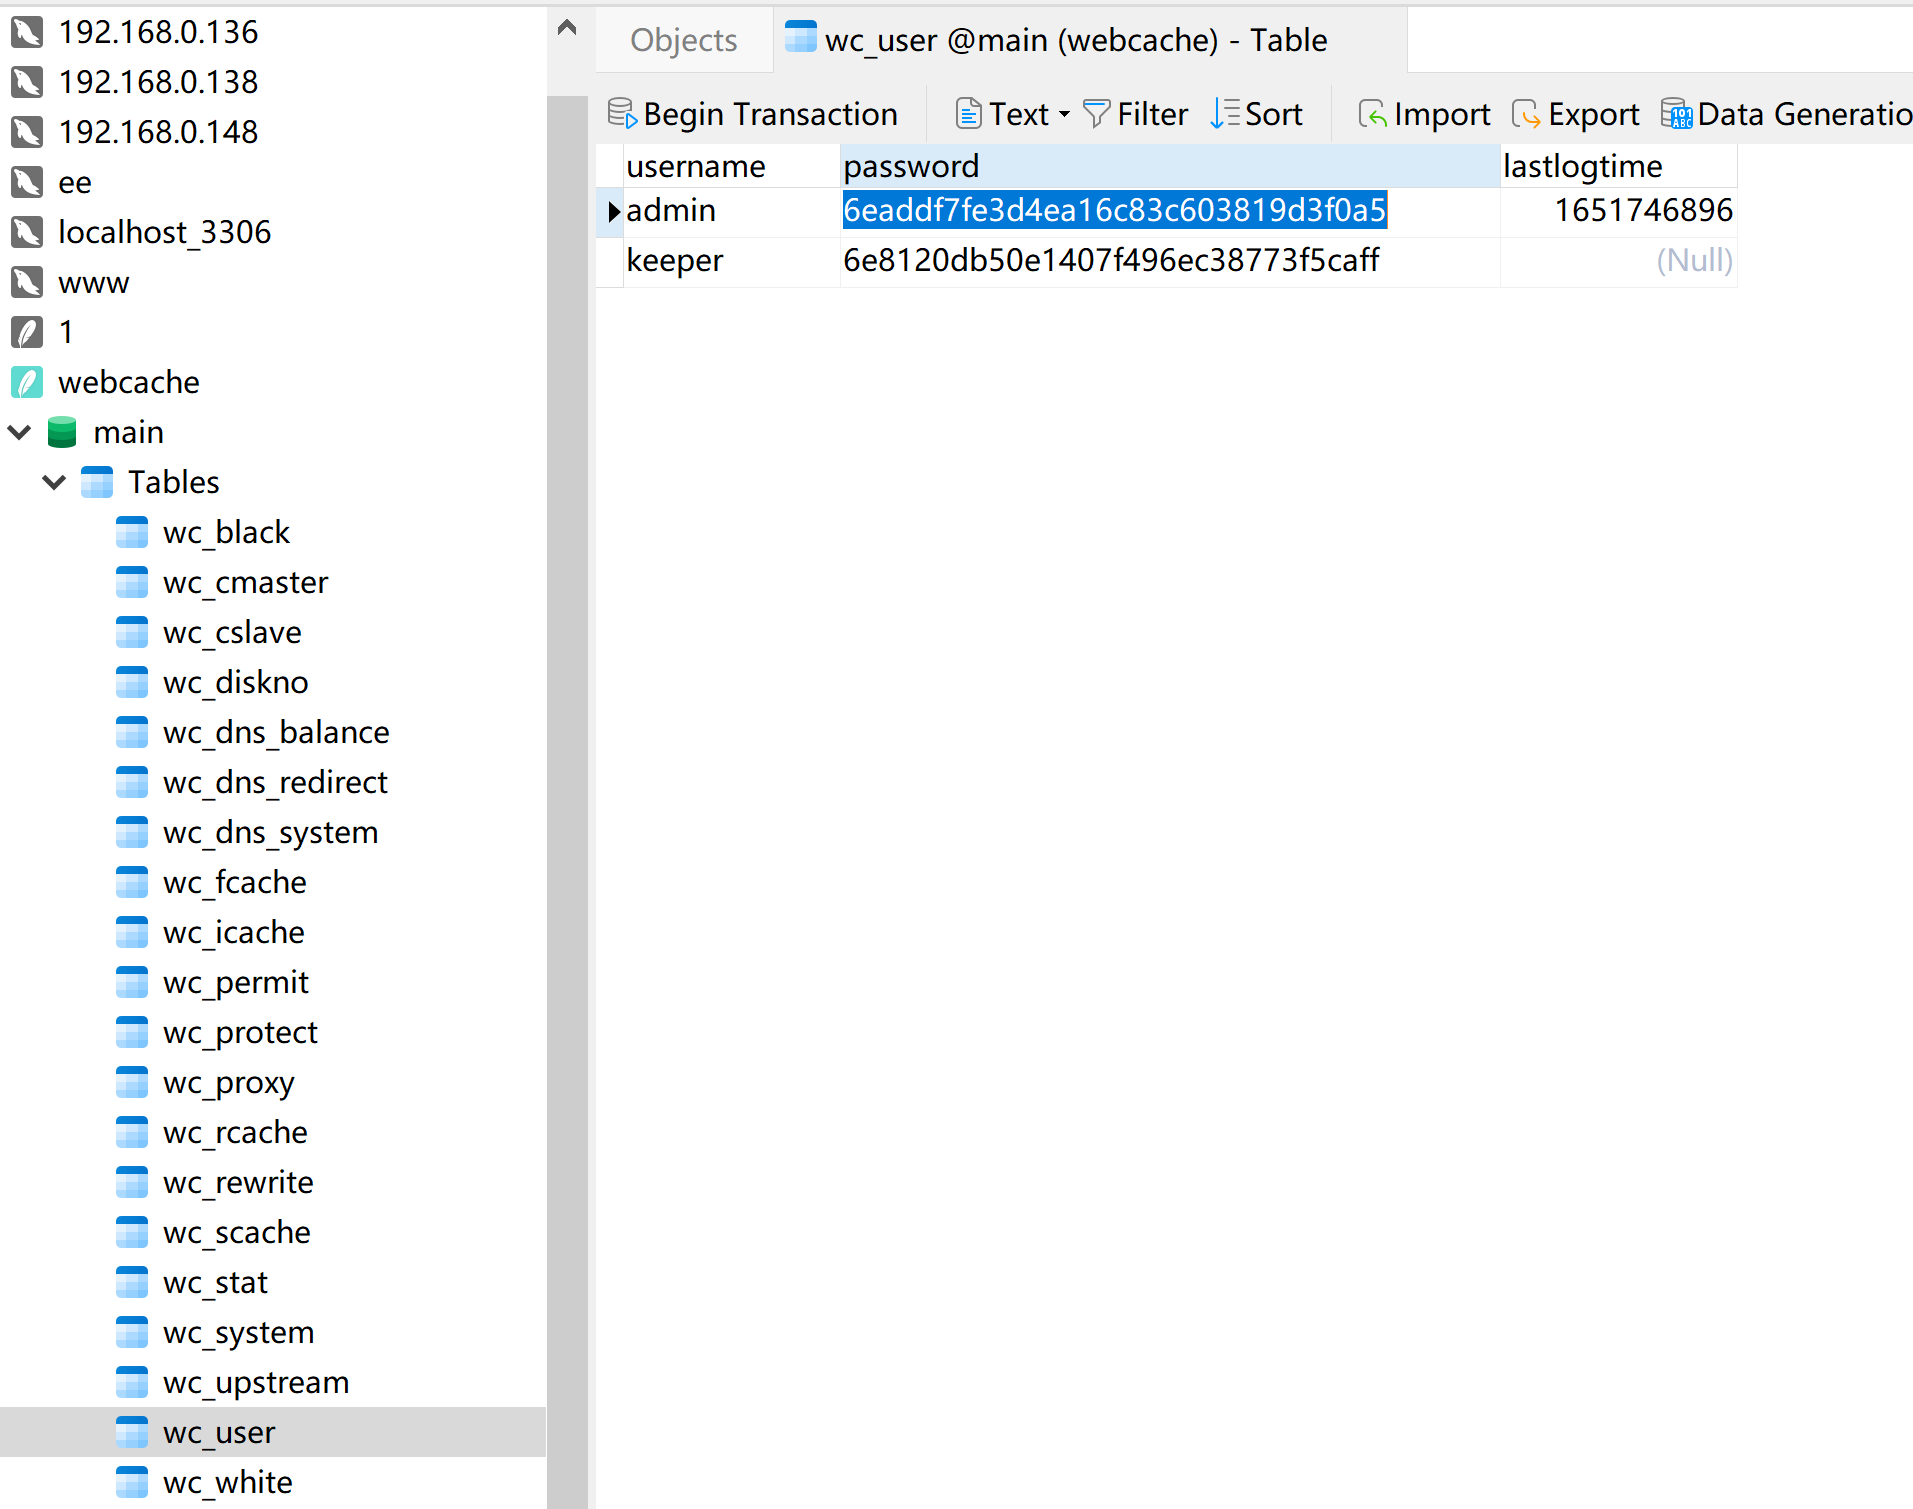 192.168.0.136
192.168.0.138
192.168.0.148
ee
localhost_3306
www
1
webcache
main
Tables
wc_black
wc_cmaster
wc_cslave
wc_diskno
wc_dns_balance
wc_dns_redirect
wc_dns_system
wc_fcache
wc_icache
wc_permit
wc_protect
wc_proxy
wc_rcache
wc_rewrite
wc_scache
wc_stat
wc_system
wc_upstream
wc_user
wc_white
Objects wc_user @main (webcache) - Table
Begin Transaction Text Filter Sort Import Export Data Generatio
username password lastlogtime
admin 6eaddf7fe3d4ea16c83c603819d3f0a5 1651746896
keeper 6e8120db50e1407f496ec38773f5caff (Null)